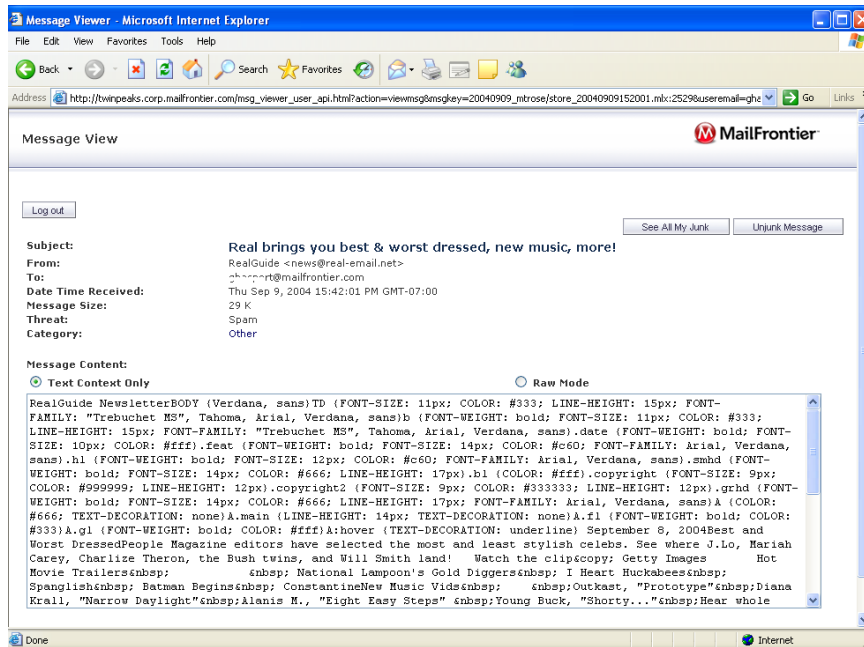 Message Viewer - Microsoft Internet Explorer
File Edit View Favorites Tools Help
Back Search Favorites
Address http://twinpeaks.corp.mailfrontier.com/msg_viewer_user_api.html?action=viewmsg&msgkey=20040909_mtrose/store_20040909152001.mlx:2529&useremail=gha Go Links
Message View MailFrontier
Log out
See All My Junk Unjunk Message
Subject: Real brings you best & worst dressed, new music, more!
From: RealGuide <news@real-email.net>
To: @mailfrontier.com
Date Time Received: Thu Sep 9, 2004 15:42:01 PM GMT-07:00
Message Size: 29 K
Threat: Spam
Category: Other
Message Content:
Text Context Only Raw Mode
RealGuide NewsletterBODY {Verdana, sans}TD {FONT-SIZE: 11px; COLOR: #333; LINE-HEIGHT: 15px; FONT-
FAMILY: "Trebuchet MS", Tahoma, Arial, Verdana, sans}b {FONT-WEIGHT: bold; FONT-SIZE: 11px; COLOR: #333;
LINE-HEIGHT: 15px; FONT-FAMILY: "Trebuchet MS", Tahoma, Arial, Verdana, sans}.date {FONT-WEIGHT: bold; FONT-
SIZE: 10px; COLOR: #fff}.feat {FONT-WEIGHT: bold; FONT-SIZE: 14px; COLOR: #c60; FONT-FAMILY: Arial, Verdana,
sans}.hl {FONT-WEIGHT: bold; FONT-SIZE: 12px; COLOR: #c60; FONT-FAMILY: Arial, Verdana, sans}.smhd {FONT-
WEIGHT: bold; FONT-SIZE: 14px; COLOR: #666; LINE-HEIGHT: 17px}.bl {COLOR: #fff}.copyright {FONT-SIZE: 9px;
COLOR: #999999; LINE-HEIGHT: 12px}.copyright2 {FONT-SIZE: 9px; COLOR: #333333; LINE-HEIGHT: 12px}.grhd {FONT-
WEIGHT: bold; FONT-SIZE: 14px; COLOR: #666; LINE-HEIGHT: 17px; FONT-FAMILY: Arial, Verdana, sans}A {COLOR:
#666; TEXT-DECORATION: none}A.main {LINE-HEIGHT: 14px; TEXT-DECORATION: none}A.fl {FONT-WEIGHT: bold; COLOR:
#333}A.gl {FONT-WEIGHT: bold; COLOR: #fff}A:hover {TEXT-DECORATION: underline} September 8, 2004Best and
Worst DressedPeople Magazine editors have selected the most and least stylish celebs. See where J.Lo, Mariah
Carey, Charlize Theron, the Bush twins, and Will Smith land! Watch the clip&copy; Getty Images Hot
Movie Trailers&nbsp; &nbsp; National Lampoon's Gold Diggers&nbsp; I Heart Huckabees&nbsp;
Spanglish&nbsp; Batman Begins&nbsp; ConstantineNew Music Vids&nbsp; &nbsp;Outkast, "Prototype"&nbsp;Diana
Krall, "Narrow Daylight"&nbsp;Alanis M., "Eight Easy Steps" &nbsp;Young Buck, "Shorty..."&nbsp;Hear whole
Done Internet